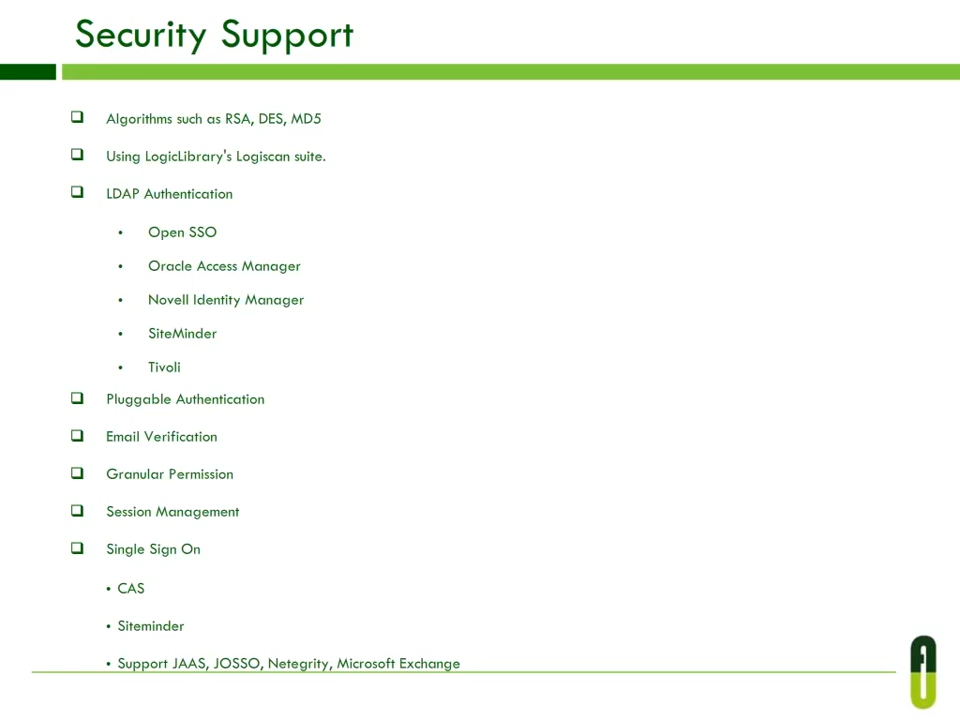 Security Support
Algorithms such as RSA, DES, MD5
Using LogicLibrary's Logiscan suite.
LDAP Authentication
• Open SSO
• Oracle Access Manager
• Novell Identity Manager
• SiteMinder
• Tivoli
Pluggable Authentication
Email Verification
Granular Permission
Session Management
Single Sign On
• CAS
• Siteminder
• Support JAAS, JOSSO, Netegrity, Microsoft Exchange